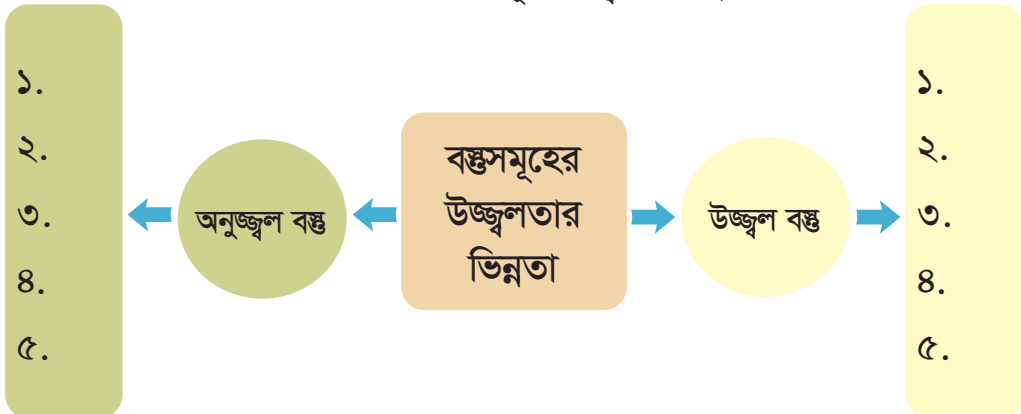 ১.
২.
৩.
৪.
৫.
অনুজ্জ্বল বস্তু
বস্তুসমূহের
উজ্জ্বলতার
ভিন্নতা
উজ্জ্বল বস্তু
১.
২.
৩.
৪.
৫.